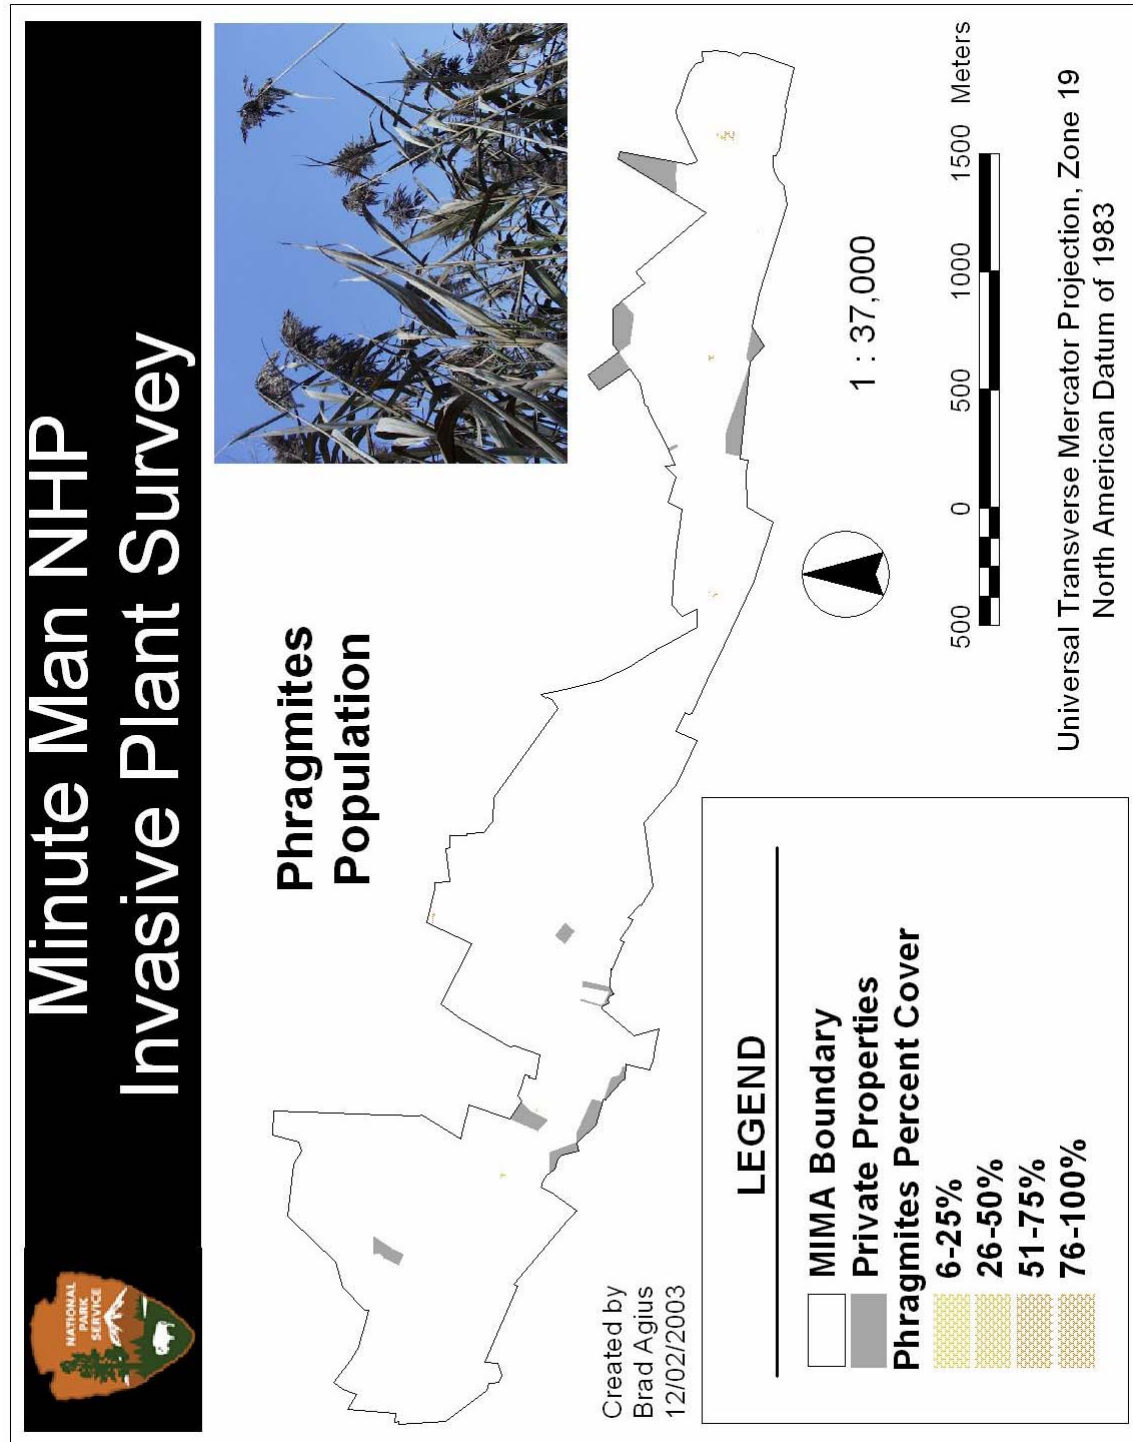 Minute Man NHP
Invasive Plant Survey
NATIONAL
PARK
SERVICE
Phragmites
Population
Created by
Brad Agius
12/02/2003
LEGEND
MIMA Boundary
Private Properties
Phragmites Percent Cover
6-25%
26-50%
51-75%
76-100%
1 : 37,000
500 0 500 1000 1500 Meters
Universal Transverse Mercator Projection, Zone 19
North American Datum of 1983